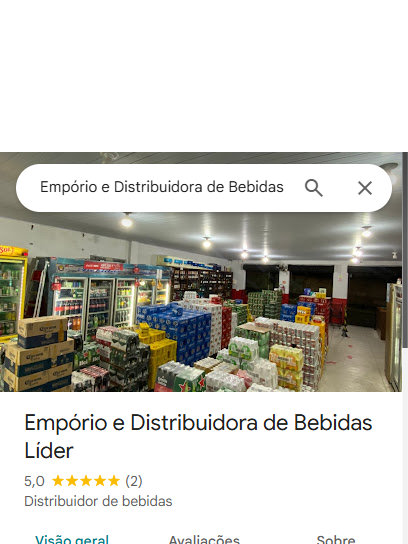 Empório e Distribuidora de Bebidas
Empório e Distribuidora de Bebidas
Líder
5,0 (2)
Distribuidor de bebidas
Visão geral Avaliações Sobre